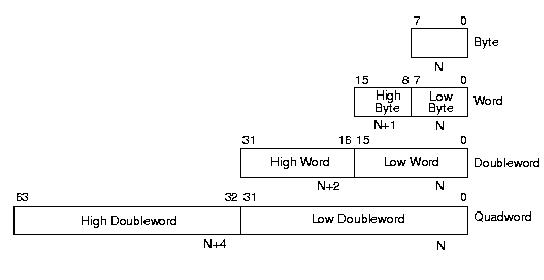 7 0
Byte
N
15 8 7 0
High Byte Low Byte Word
N+1 N
31 16 15 0
High Word Low Word Doubleword
N+2 N
63 32 31 0
High Doubleword Low Doubleword Quadword
N+4 N